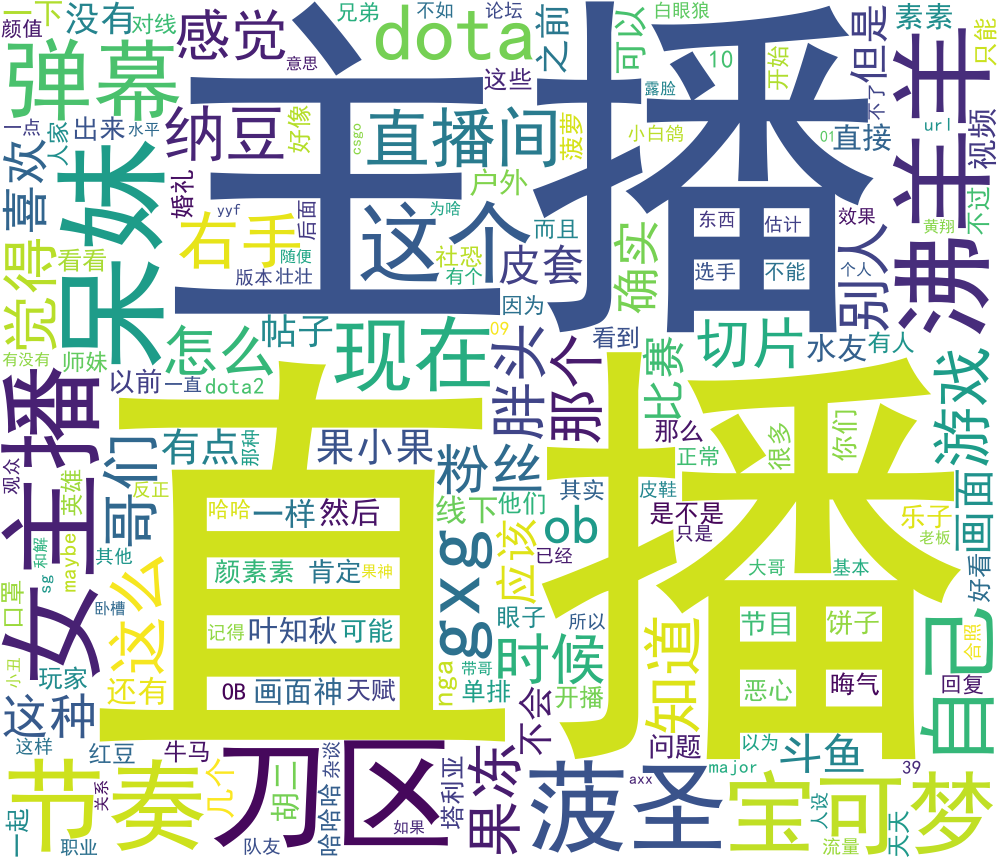 颜值
一下
没有
对线
兄弟
感觉
意思
dota
不如
论坛
白眼狼
这些
之前
可以
10
开始
但是
素素
只能
弹幕
主播
露脸
不了
羊羊
一点
人家
出来
水平
纳豆
好像
csgo
直播间
菠萝
小白鸽
01
直接
url
视频
喜欢
呆妹
婚礼
yyf
后面
右手
随便
版本
壮壮
这个
为啥
社恐
有个
户外
而且
皮套
因为
确实
东西
估计
选手
不能
效果
别人
个人
黄翔
不过
沸
觉得
看看
有没有
师妹
怎么
帖子
以前
一直
dota2
现在
09
胖头
看到
那个
比赛
切片
水友
有人
游戏
女主播
观众
哥们
有点
那种
果小果
粉丝
线下
他们
其实
那么
正常
很多
你们
皮鞋
是不是
只是
画面
乐子
老板
好看
英雄
反正
哈哈
一样
然后
gxg
ob
已经
应该
直播
maybe
和解
sg
其他
口罩
卧槽
这么
颜素素
肯定
果神
记得
叶知秋
可能
眼子
时候
所以
知道
大哥
基本
节目
饼子
恶心
晦气
自己
合照
回复
小丑
玩家
还有
OB
画面神
天赋
nga
带哥
单排
开播
不会
问题
这种
这样
红豆
牛马
刀区
杂谈
哈哈哈
塔利亚
果冻
菠圣
axx
major
以为
斗鱼
39
节奏
关系
几个
胡二
如果
宝可梦
人设
流量
天天
一起
职业
队友